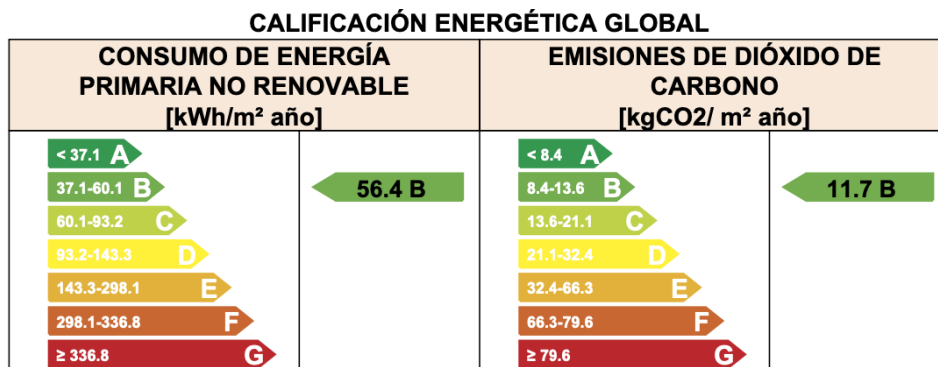 CALIFICACIÓN ENERGÉTICA GLOBAL
CONSUMO DE ENERGÍA
PRIMARIA NO RENOVABLE
[kWh/m² año]
EMISIONES DE DIÓXIDO DE
CARBONO
[kgCO2/ m² año]
< 37.1 A
37.1-60.1 B
60.1-93.2 C
93.2-143.3 D
143.3-298.1 E
298.1-336.8 F
≥ 336.8 G
56.4 B
< 8.4 A
8.4-13.6 B
13.6-21.1 C
21.1-32.4 D
32.4-66.3 E
66.3-79.6 F
≥ 79.6 G
11.7 B